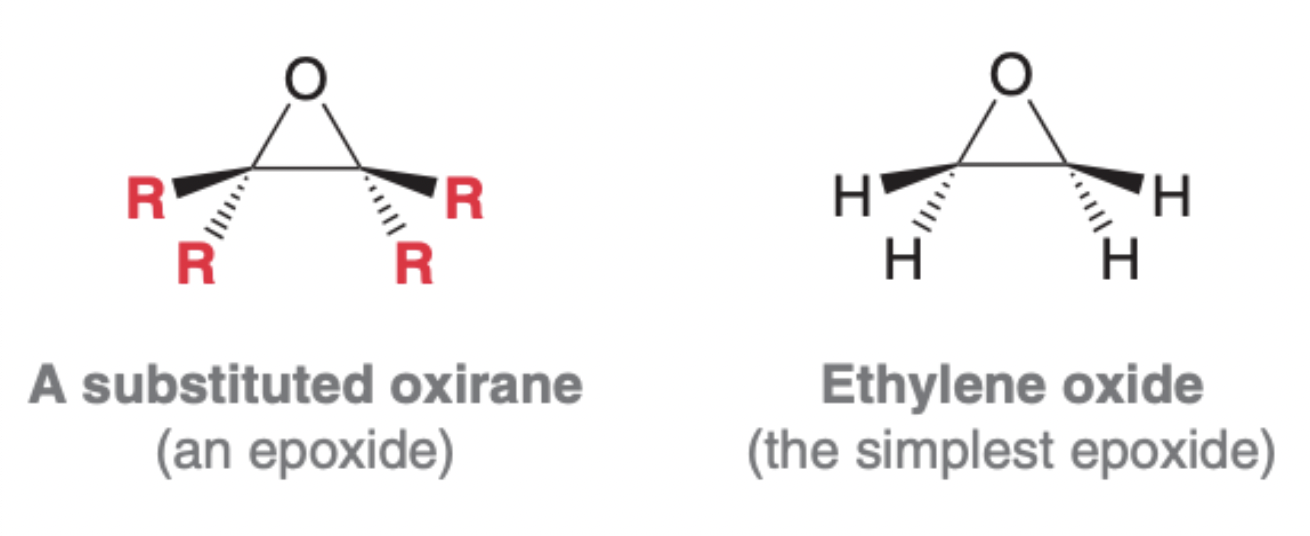 O
O
R
R
H
H
R
R
H
H
A substituted oxirane
Ethylene oxide
(an epoxide)
(the simplest epoxide)